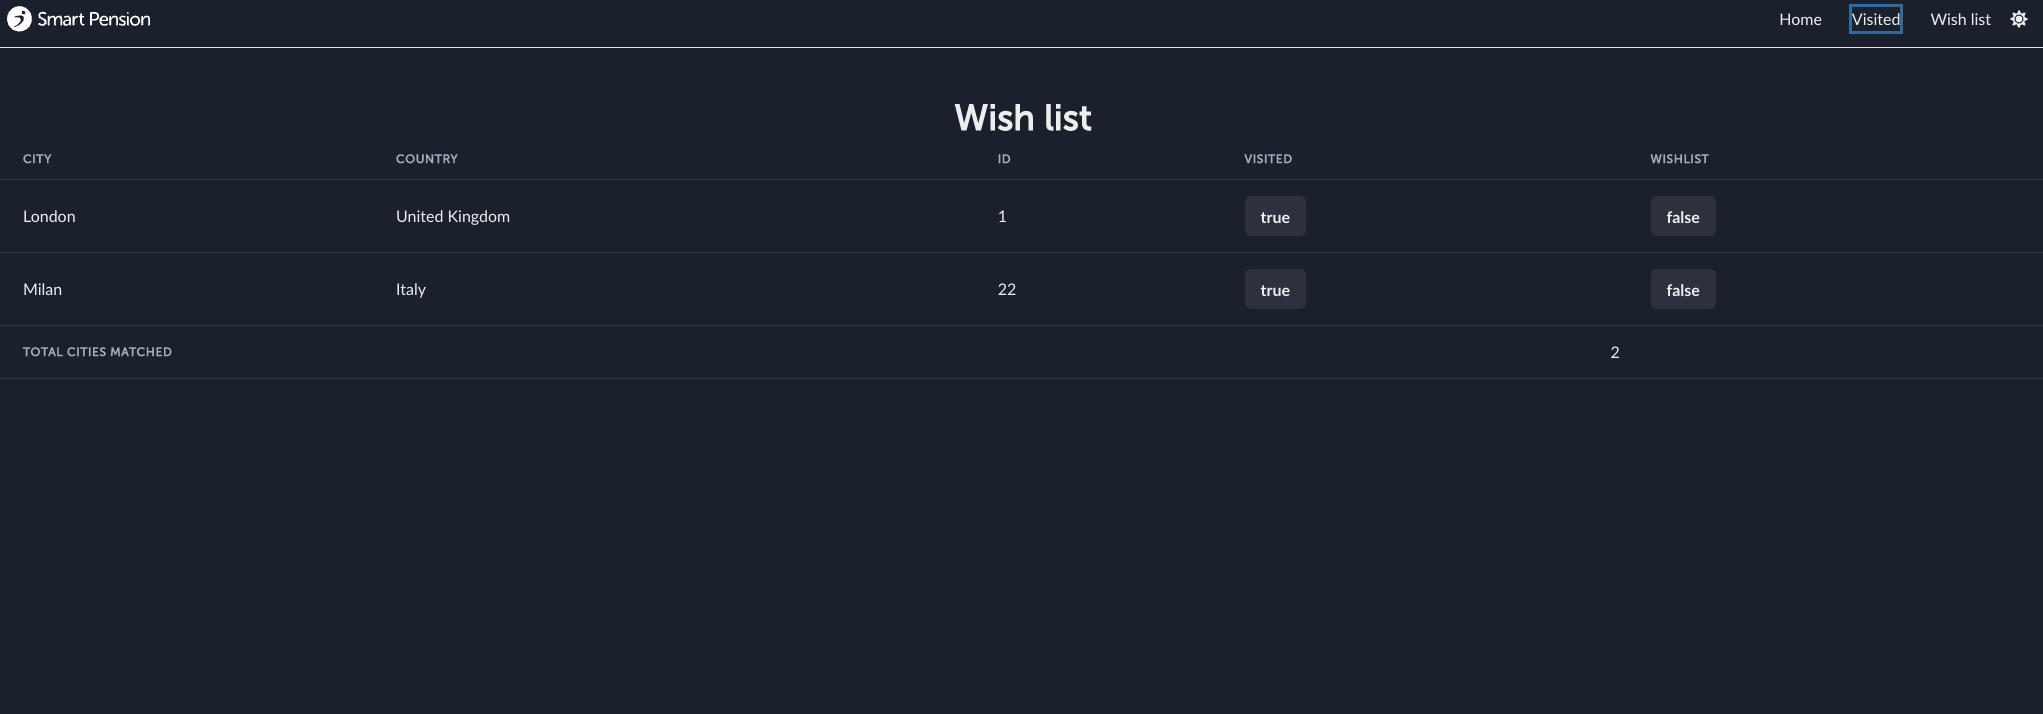 Smart Pension Home Visited Wish list
Wish list
CITY COUNTRY ID VISITED WISHLIST
London United Kingdom 1 true false
Milan Italy 22 true false
TOTAL CITIES MATCHED 2